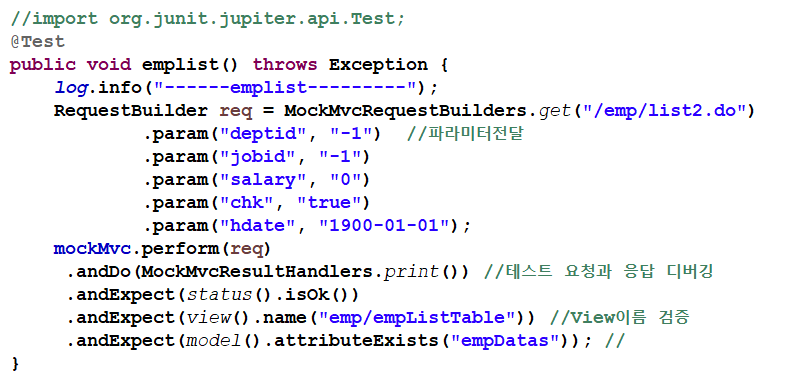 //import org.junit.jupiter.api.Test;
@Test
public void emplist() throws Exception {
    log.info("------emplist---------");
    RequestBuilder req = MockMvcRequestBuilders.get("/emp/list2.do")
            .param("deptid", "-1")  //파라미터전달
            .param("jobid", "-1")
            .param("salary", "0")
            .param("chk", "true")
            .param("hdate", "1900-01-01");
    mockMvc.perform(req)
     .andDo(MockMvcResultHandlers.print()) //테스트 요청과 응답 디버깅
     .andExpect(status().isOk())
     .andExpect(view().name("emp/empListTable")) //View이름 검증
     .andExpect(model().attributeExists("empDatas")); //
}